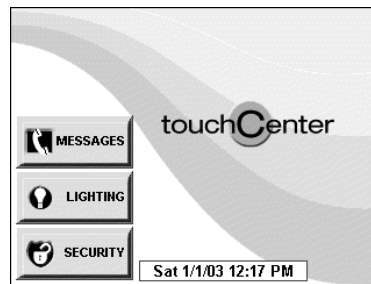 touchCenter
MESSAGES
LIGHTING
SECURITY
Sat 1/1/03 12:17 PM